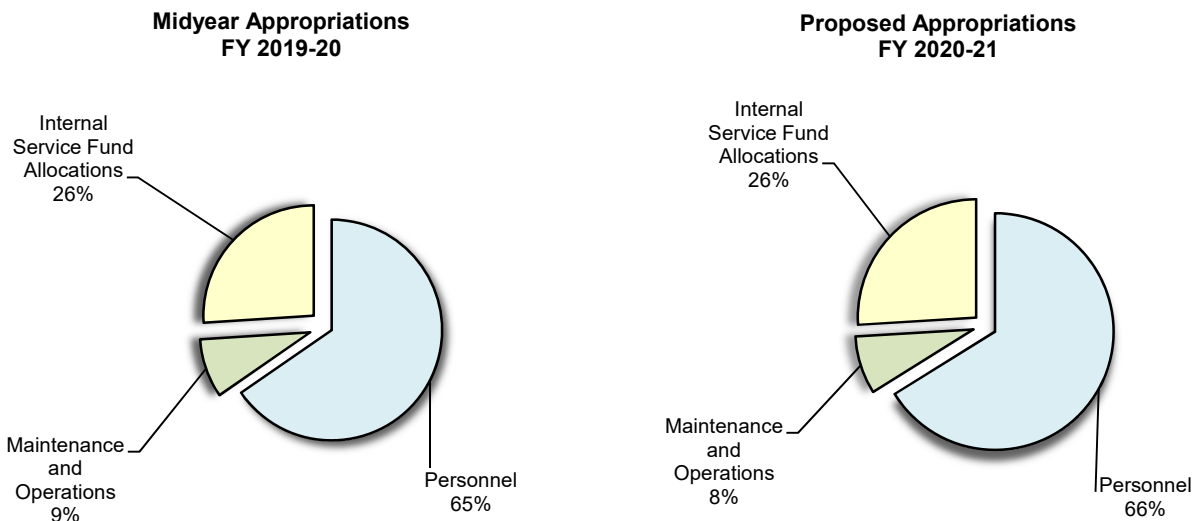 Midyear Appropriations
FY 2019-20
Internal
Service Fund
Allocations
26%
Maintenance
and
Operations
9%
Personnel
65%
Proposed Appropriations
FY 2020-21
Internal
Service Fund
Allocations
26%
Maintenance
and
Operations
8%
Personnel
66%